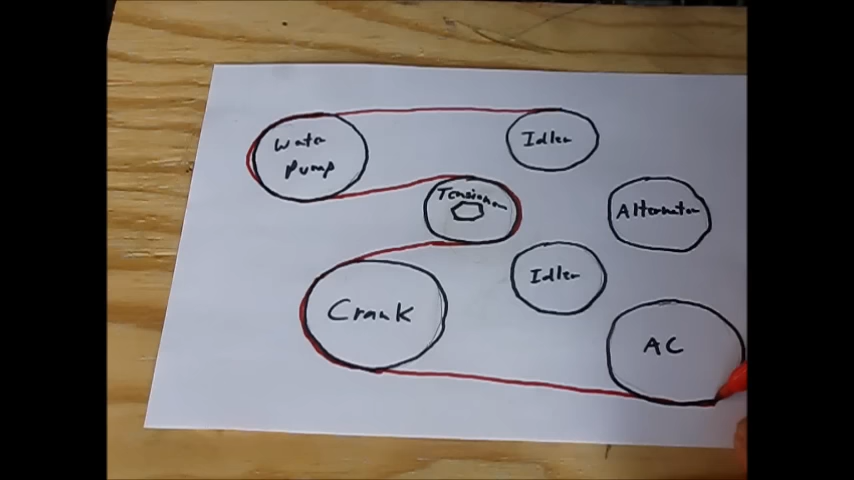 Water
Pump
Idler
Tensioner
Alternator
Idler
Crank
AC